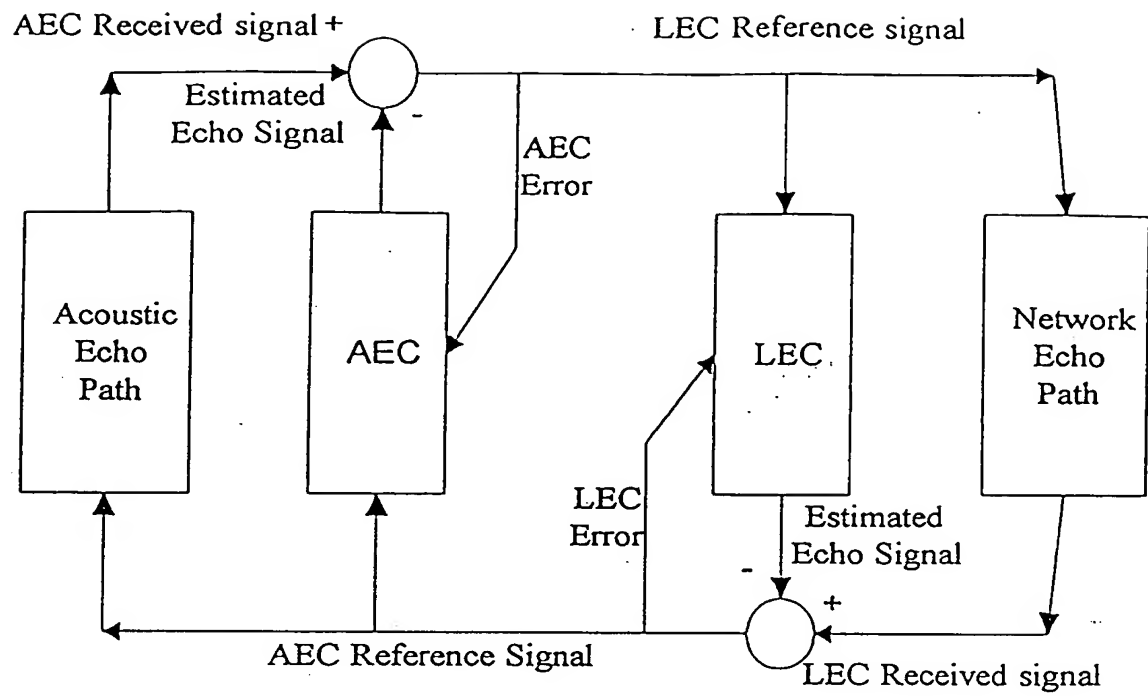 AEC Received signal +
LEC Reference signal
Estimated
Echo Signal
-
AEC
Error
Acoustic
Echo
Path
AEC
LEC
Network
Echo
Path
LEC
Error
Estimated
Echo Signal
-
+
AEC Reference Signal
LEC Received signal